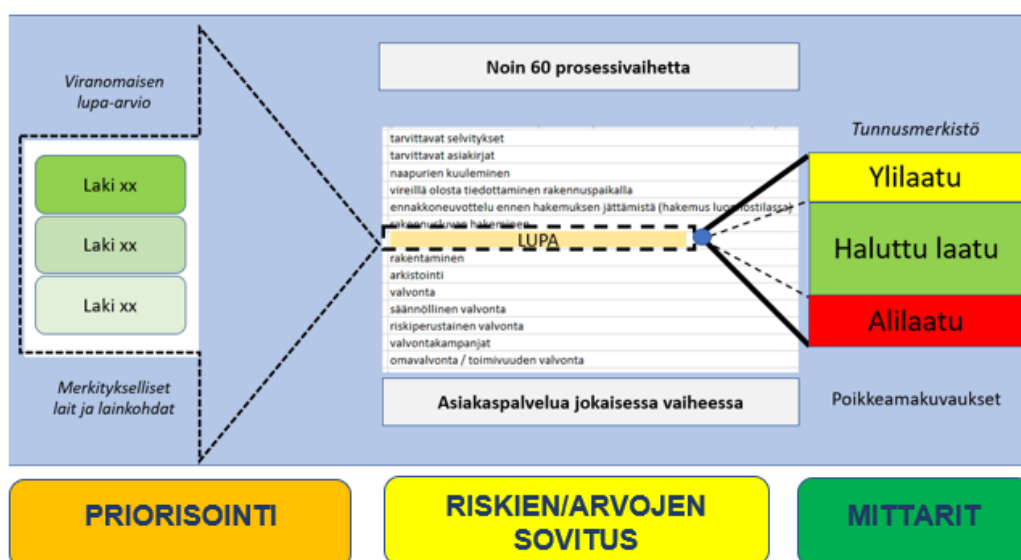 Viranomaisen
lupa-arvio
Laki xx
Laki xx
Laki xx
Merkitykselliset
lait ja lainkohdat
Noin 60 prosessivaihetta
tarvittavat selvitykset
tarvittavat asiakirjat
naapurien kuuleminen
vireillä olosta tiedottaminen rakennuspaikalla
ennakkoneuvottelu ennen hakemuksen jättämistä (hakemus luonnostilassa)
rakennusluvan hakeminen
LUPA
rakentaminen
arkistointi
valvonta
säännöllinen valvonta
riskiperustainen valvonta
valvontakampanjat
omavalvonta / toimivuuden valvonta
Asiakaspalvelua jokaisessa vaiheessa
Tunnusmerkistö
Ylilaatu
Haluttu laatu
Alilaatu
Poikkeamakuvaukset
PRIORISOINTI
RISKIEN/ARVOJEN
SOVITUS
MITTARIT